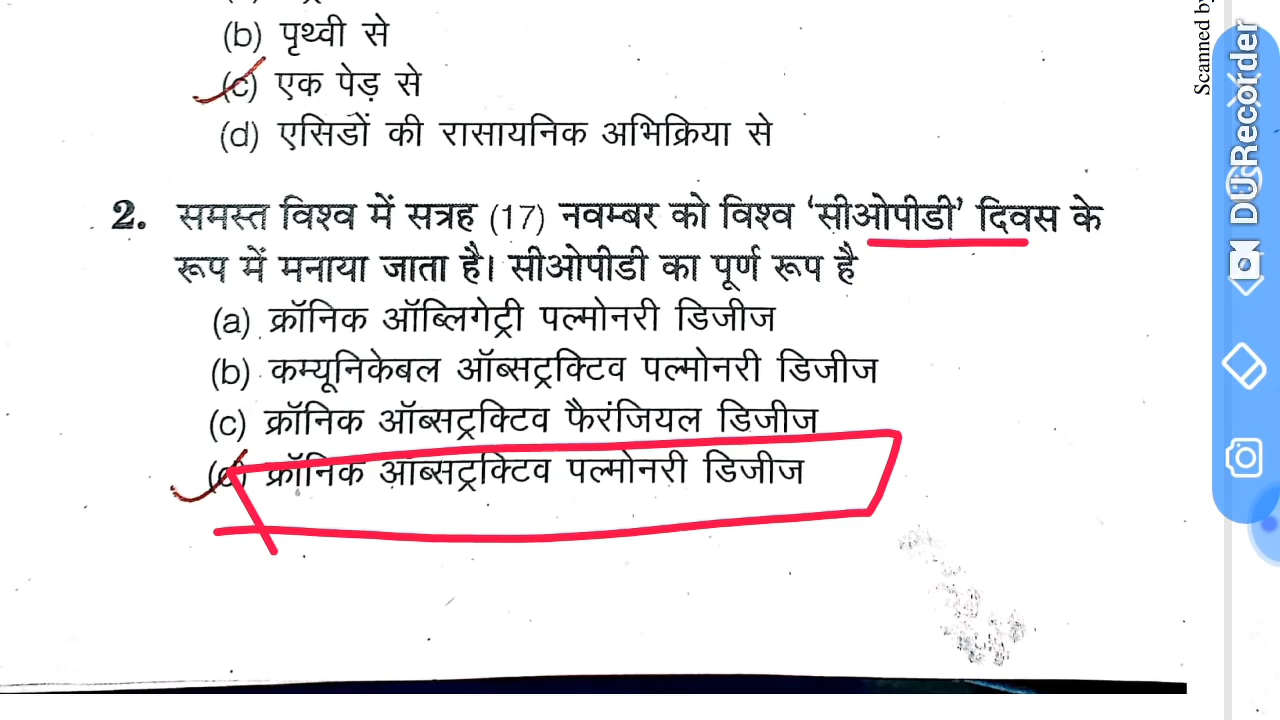 (b) पृथ्वी से
(c) एक पेड़ से
(d) एसिडों की रासायनिक अभिक्रिया से
2. समस्त विश्व में सत्रह (17) नवम्बर को विश्व 'सीओपीडी' दिवस के
रूप में मनाया जाता है। सीओपीडी का पूर्ण रूप है
(a) क्रॉनिक ऑब्लिगेट्री पल्मोनरी डिजीज
(b) कम्यूनिकेबल ऑब्सट्रक्टिव पल्मोनरी डिजीज
(c) क्रॉनिक ऑब्सट्रक्टिव फैरंजियल डिजीज
(d) क्रॉनिक ऑब्सट्रक्टिव पल्मोनरी डिजीज
Scanned by
DU Recorder